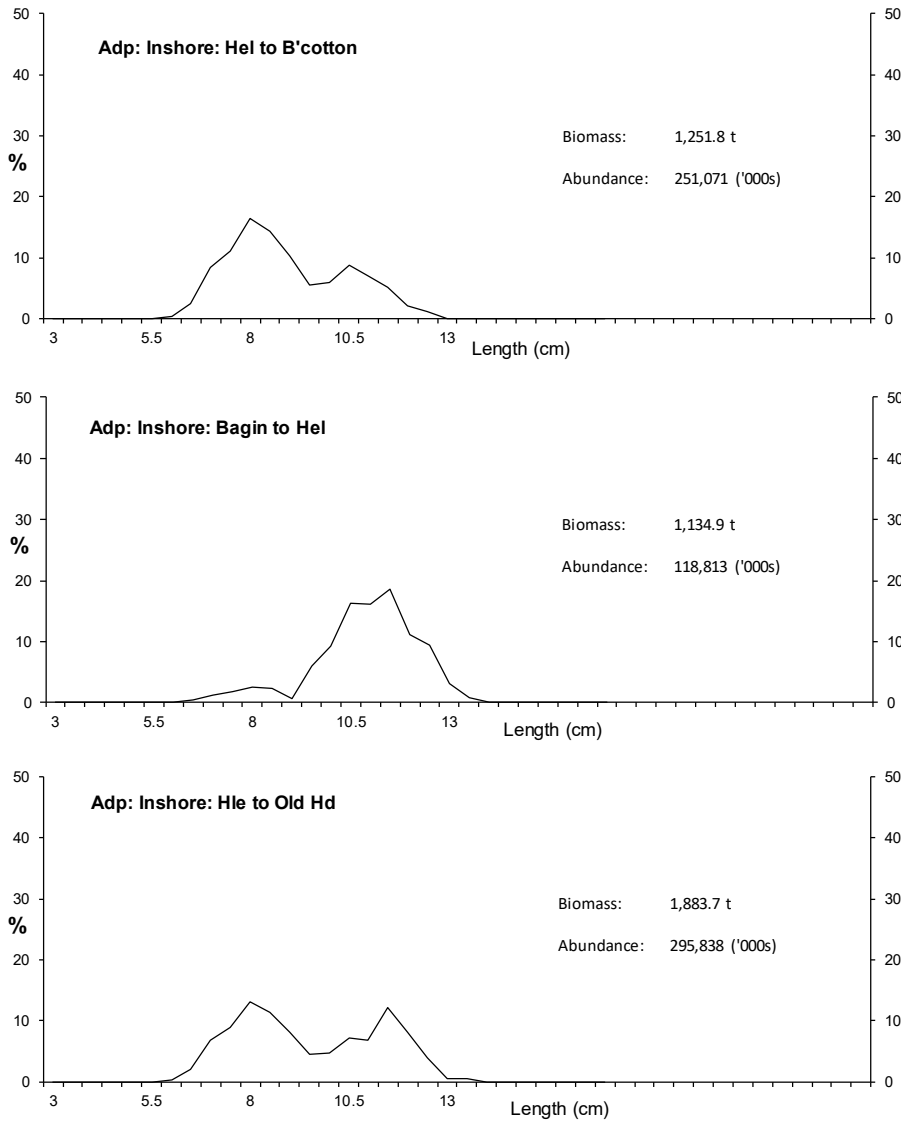 50 50
Adp: Inshore: Hel to B'cotton
40 40
30 30
Biomass: 1,251.8 t
%
Abundance: 251,071 ('000s)
20 20
10 10
0 0
3 5.5 8 10.5 13
Length (cm)
50 50
Adp: Inshore: Bagin to Hel
40 40
30 30
Biomass: 1,134.9 t
%
Abundance: 118,813 ('000s)
20 20
10 10
0 0
3 5.5 8 10.5 13
Length (cm)
50 50
Adp: Inshore: Hle to Old Hd
40 40
30 30
Biomass: 1,883.7 t
%
Abundance: 295,838 ('000s)
20 20
10 10
0 0
3 5.5 8 10.5 13
Length (cm)